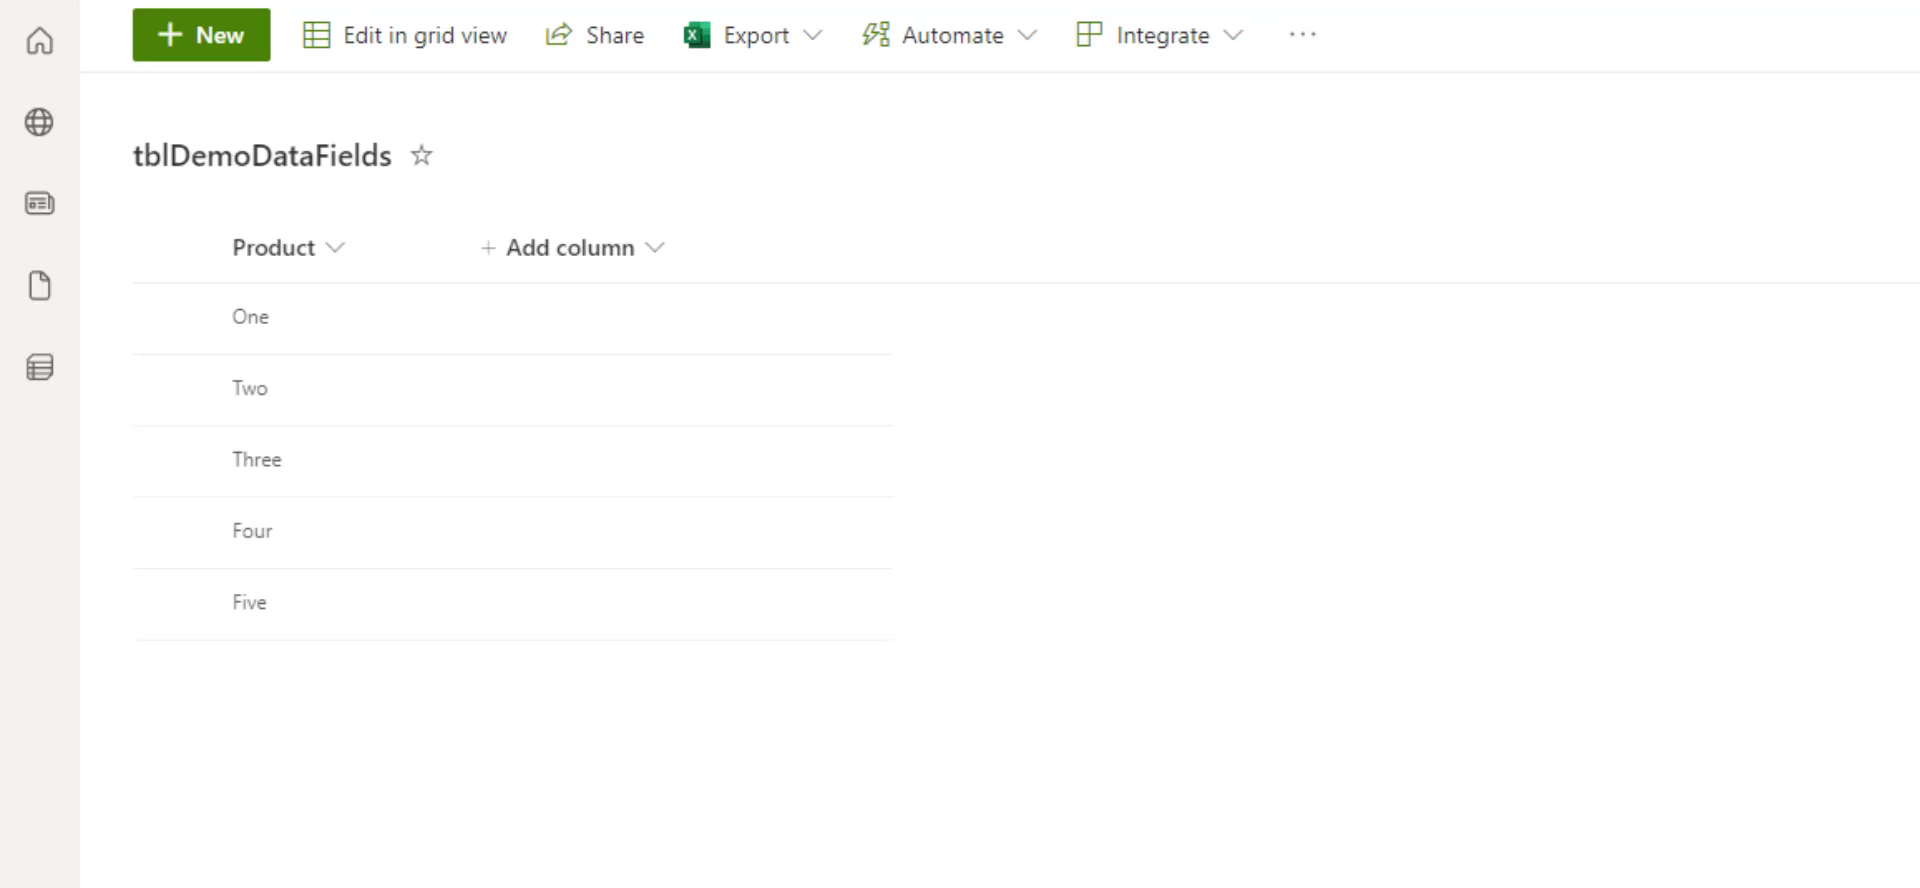 New Edit in grid view Share Export Automate Integrate ...
tblDemoDataFields
Product + Add column
One
Two
Three
Four
Five